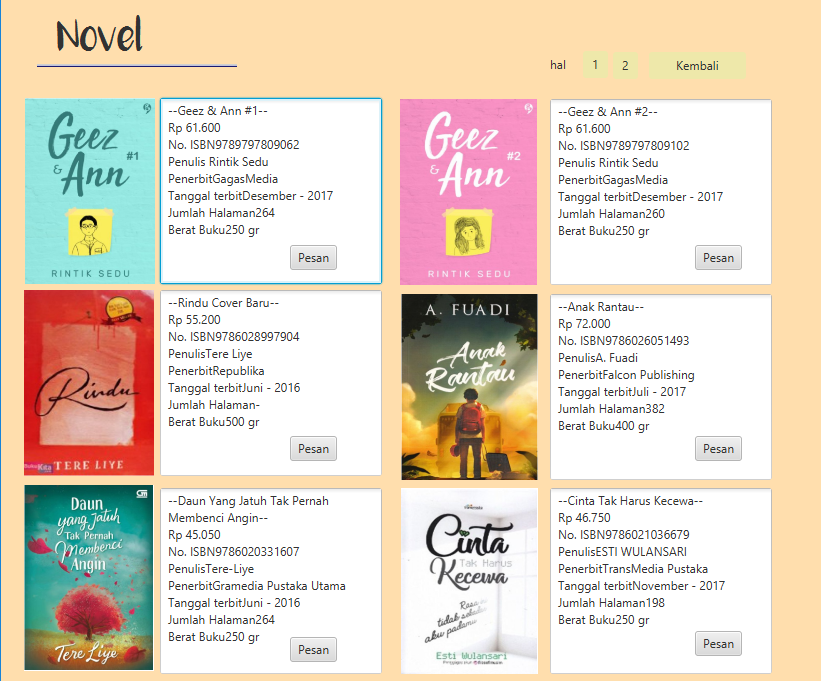 Novel
hal 1 2 Kembali
Geez
& Ann #1
RINTIK SEDU
--Geez & Ann #1--
Rp 61.600
No. ISBN9789797809062
Penulis Rintik Sedu
PenerbitGagasMedia
Tanggal terbitDesember - 2017
Jumlah Halaman264
Berat Buku250 gr
Pesan
Geez
& Ann #2
RINTIK SEDU
--Geez & Ann #2--
Rp 61.600
No. ISBN9789797809102
Penulis Rintik Sedu
PenerbitGagasMedia
Tanggal terbitDesember - 2017
Jumlah Halaman260
Berat Buku250 gr
Pesan
Rindu
TERE LIYE
--Rindu Cover Baru--
Rp 55.200
No. ISBN9786028997904
PenulisTere Liye
PenerbitRepublika
Tanggal terbitJuni - 2016
Jumlah Halaman-
Berat Buku500 gr
Pesan
A. FUADI
Anak
Rantau
--Anak Rantau--
Rp 72.000
No. ISBN9786026051493
PenulisA. Fuadi
PenerbitFalcon Publishing
Tanggal terbitJuli - 2017
Jumlah Halaman382
Berat Buku400 gr
Pesan
Daun
yang Jatuh
Tak Pernah
Membenci
Angin
Tere Liye
--Daun Yang Jatuh Tak Pernah
Membenci Angin--
Rp 45.050
No. ISBN9786020331607
PenulisTere-Liye
PenerbitGramedia Pustaka Utama
Tanggal terbitJuni - 2016
Jumlah Halaman264
Berat Buku250 gr
Pesan
Cinta
Tak Harus
Kecewa
Rasa
tidak
aku padamu
Esti Wulansari
--Cinta Tak Harus Kecewa--
Rp 46.750
No. ISBN9786021036679
PenulisESTI WULANSARI
PenerbitTransMedia Pustaka
Tanggal terbitNovember - 2017
Jumlah Halaman198
Berat Buku250 gr
Pesan